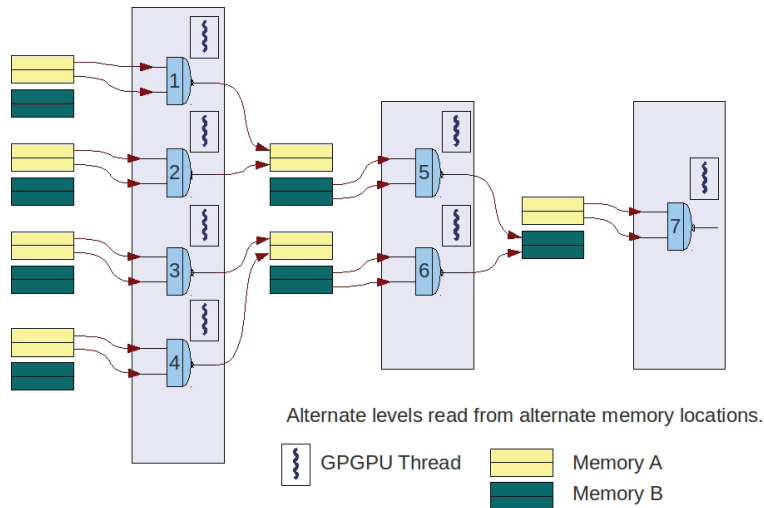 1
2
3
4
5
6
7
Alternate levels read from alternate memory locations.
GPGPU Thread
Memory A
Memory B